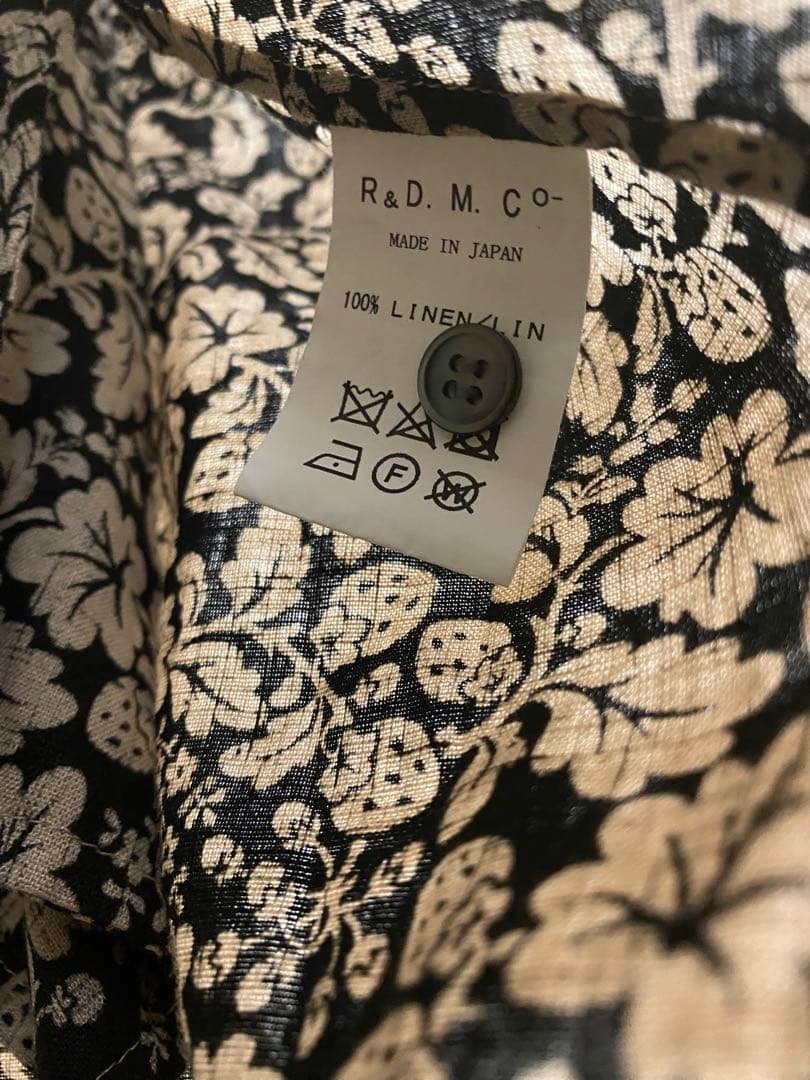 R&D. M. Co-
MADE IN JAPAN
100% LINEN/LIN
F
W